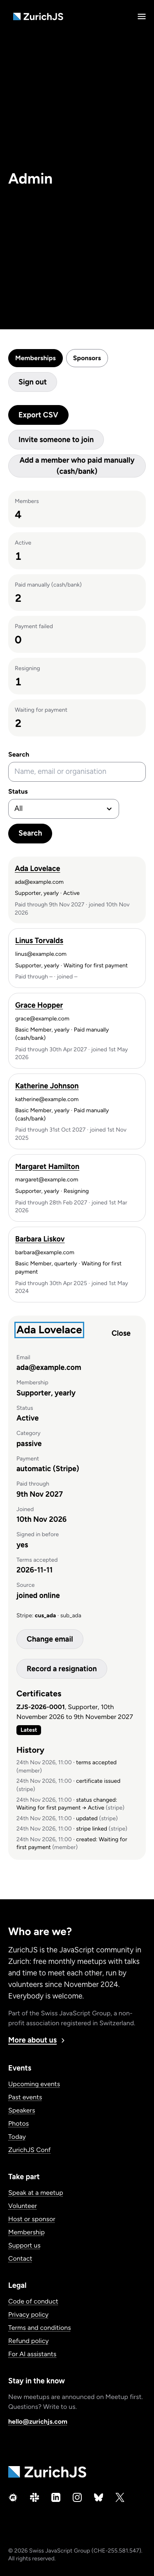 ZurichJS
Admin
Memberships
Sponsors
Sign out
Export CSV
Invite someone to join
Add a member who paid manually
(cash/bank)
Members
4
Active
1
Paid manually (cash/bank)
2
Payment failed
0
Resigning
1
Waiting for payment
2
Search
Name, email or organisation
Status
All
Search
Ada Lovelace
ada@example.com
Supporter, yearly · Active
Paid through 9th Nov 2027 · joined 10th Nov
2026
Linus Torvalds
linus@example.com
Supporter, yearly · Waiting for first payment
Paid through – · joined –
Grace Hopper
grace@example.com
Basic Member, yearly · Paid manually
(cash/bank)
Paid through 30th Apr 2027 · joined 1st May
2026
Katherine Johnson
katherine@example.com
Basic Member, yearly · Paid manually
(cash/bank)
Paid through 31st Oct 2027 · joined 1st Nov
2025
Margaret Hamilton
margaret@example.com
Supporter, yearly · Resigning
Paid through 28th Feb 2027 · joined 1st Mar
2026
Barbara Liskov
barbara@example.com
Basic Member, quarterly · Waiting for first
payment
Paid through 30th Apr 2025 · joined 1st May
2024
Ada Lovelace
Close
Email
ada@example.com
Membership
Supporter, yearly
Status
Active
Category
passive
Payment
automatic (Stripe)
Paid through
9th Nov 2027
Joined
10th Nov 2026
Signed in before
yes
Terms accepted
2026-11-11
Source
joined online
Stripe: cus_ada · sub_ada
Change email
Record a resignation
Certificates
ZJS-2026-0001, Supporter, 10th
November 2026 to 9th November 2027
Latest
History
24th Nov 2026, 11:00 · terms accepted
(member)
24th Nov 2026, 11:00 · certificate issued
(stripe)
24th Nov 2026, 11:00 · status changed:
Waiting for first payment → Active (stripe)
24th Nov 2026, 11:00 · updated (stripe)
24th Nov 2026, 11:00 · stripe linked (stripe)
24th Nov 2026, 11:00 · created: Waiting for
first payment (member)
Who are we?
ZurichJS is the JavaScript community in
Zurich: free monthly meetups with talks
and time to meet each other, run by
volunteers since November 2024.
Everybody is welcome.
Part of the Swiss JavaScript Group, a non-
profit association registered in Switzerland.
More about us
Events
Upcoming events
Past events
Speakers
Photos
Today
ZurichJS Conf
Take part
Speak at a meetup
Volunteer
Host or sponsor
Membership
Support us
Contact
Legal
Code of conduct
Privacy policy
Terms and conditions
Refund policy
For AI assistants
Stay in the know
New meetups are announced on Meetup first.
Questions? Write to us.
hello@zurichjs.com
ZurichJS
© 2026 Swiss JavaScript Group (CHE-255.581.547).
All rights reserved.